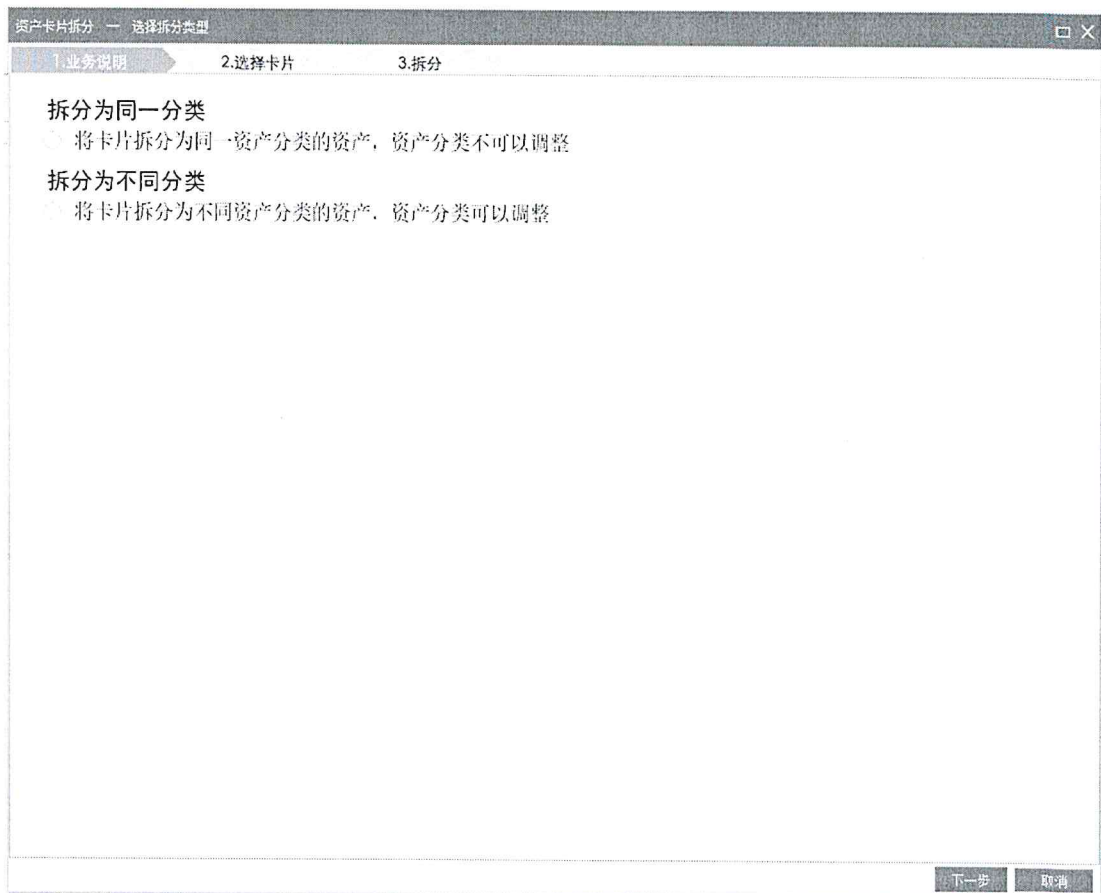 资产卡片拆分 — 选择拆分类型
1.业务说明 2.选择卡片 3.拆分
拆分为同一分类
将卡片拆分为同一资产分类的资产，资产分类不可以调整
拆分为不同分类
将卡片拆分为不同资产分类的资产，资产分类可以调整
下一步 取消